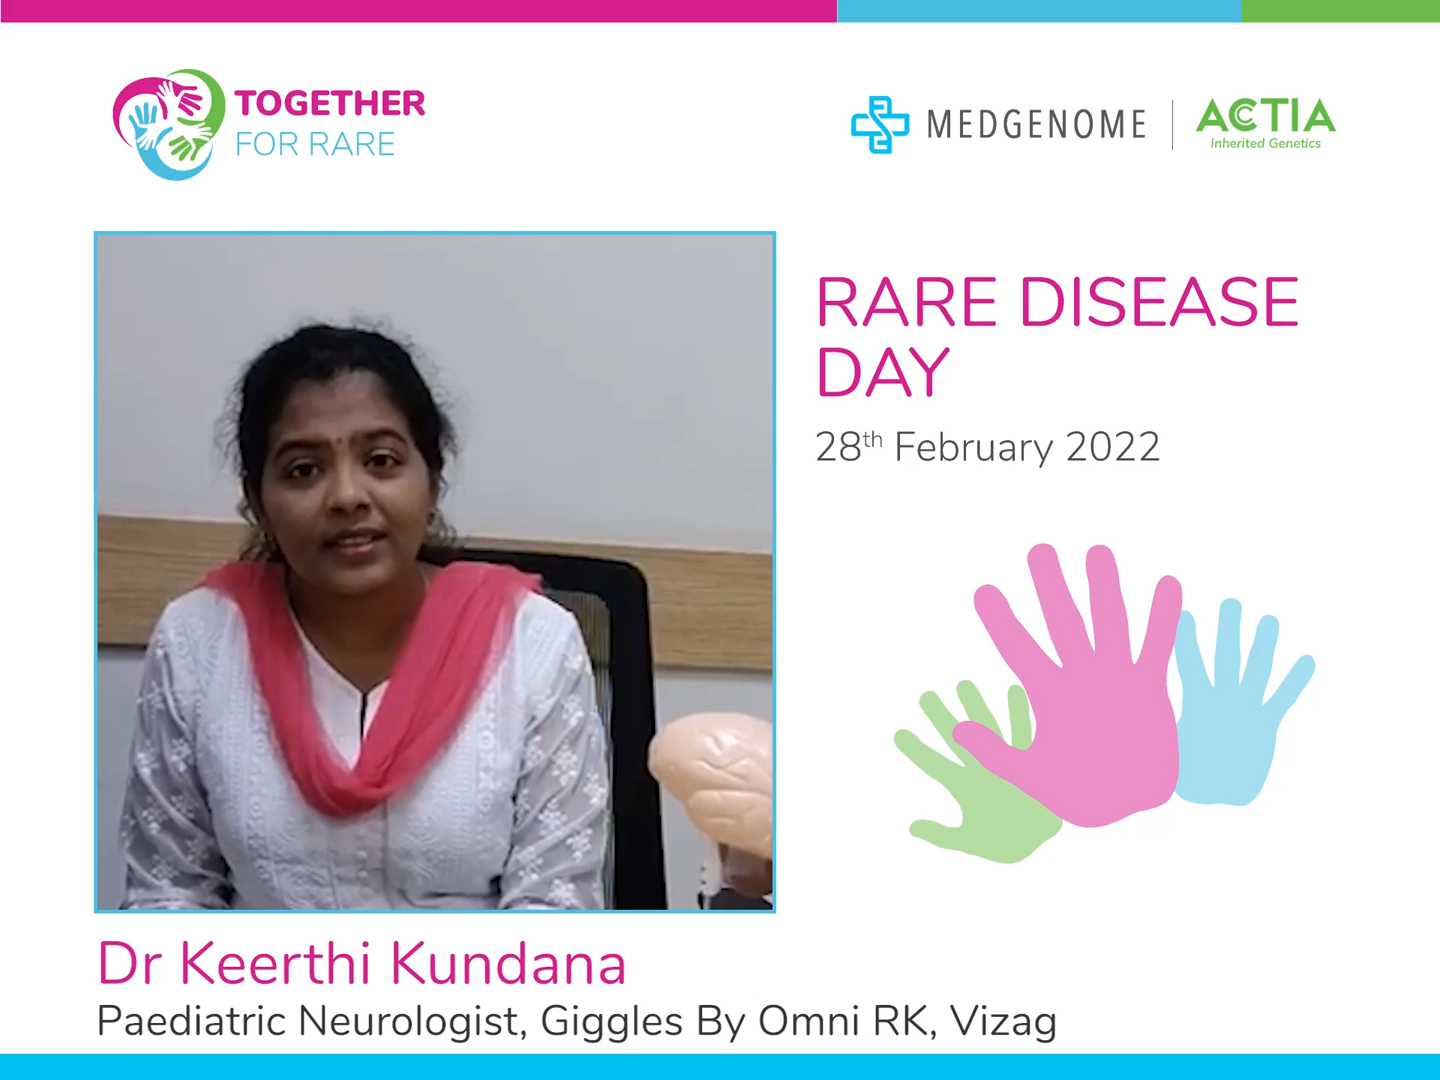 TOGETHER
FOR RARE
MEDGENOME
ACTIA
Inherited Genetics
RARE DISEASE
DAY
28th February 2022
Dr Keerthi Kundana
Paediatric Neurologist, Giggles By Omni RK, Vizag